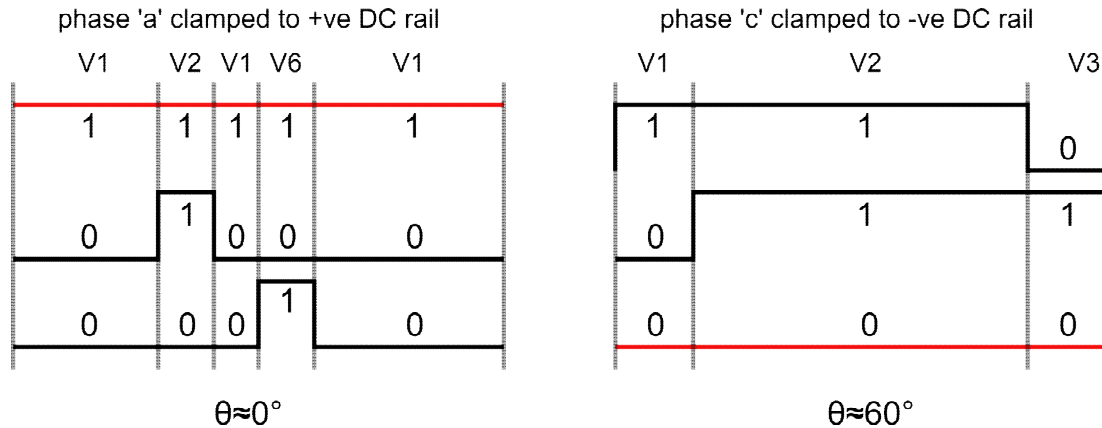 phase 'a' clamped to +ve DC rail
V1 V2 V1 V6 V1
1 1 1 1 1
0 1 0 0 0
0 0 0 1 0
θ≈0°
phase 'c' clamped to -ve DC rail
V1 V2 V3
1 1 0
0 1 1
0 0 0
θ≈60°